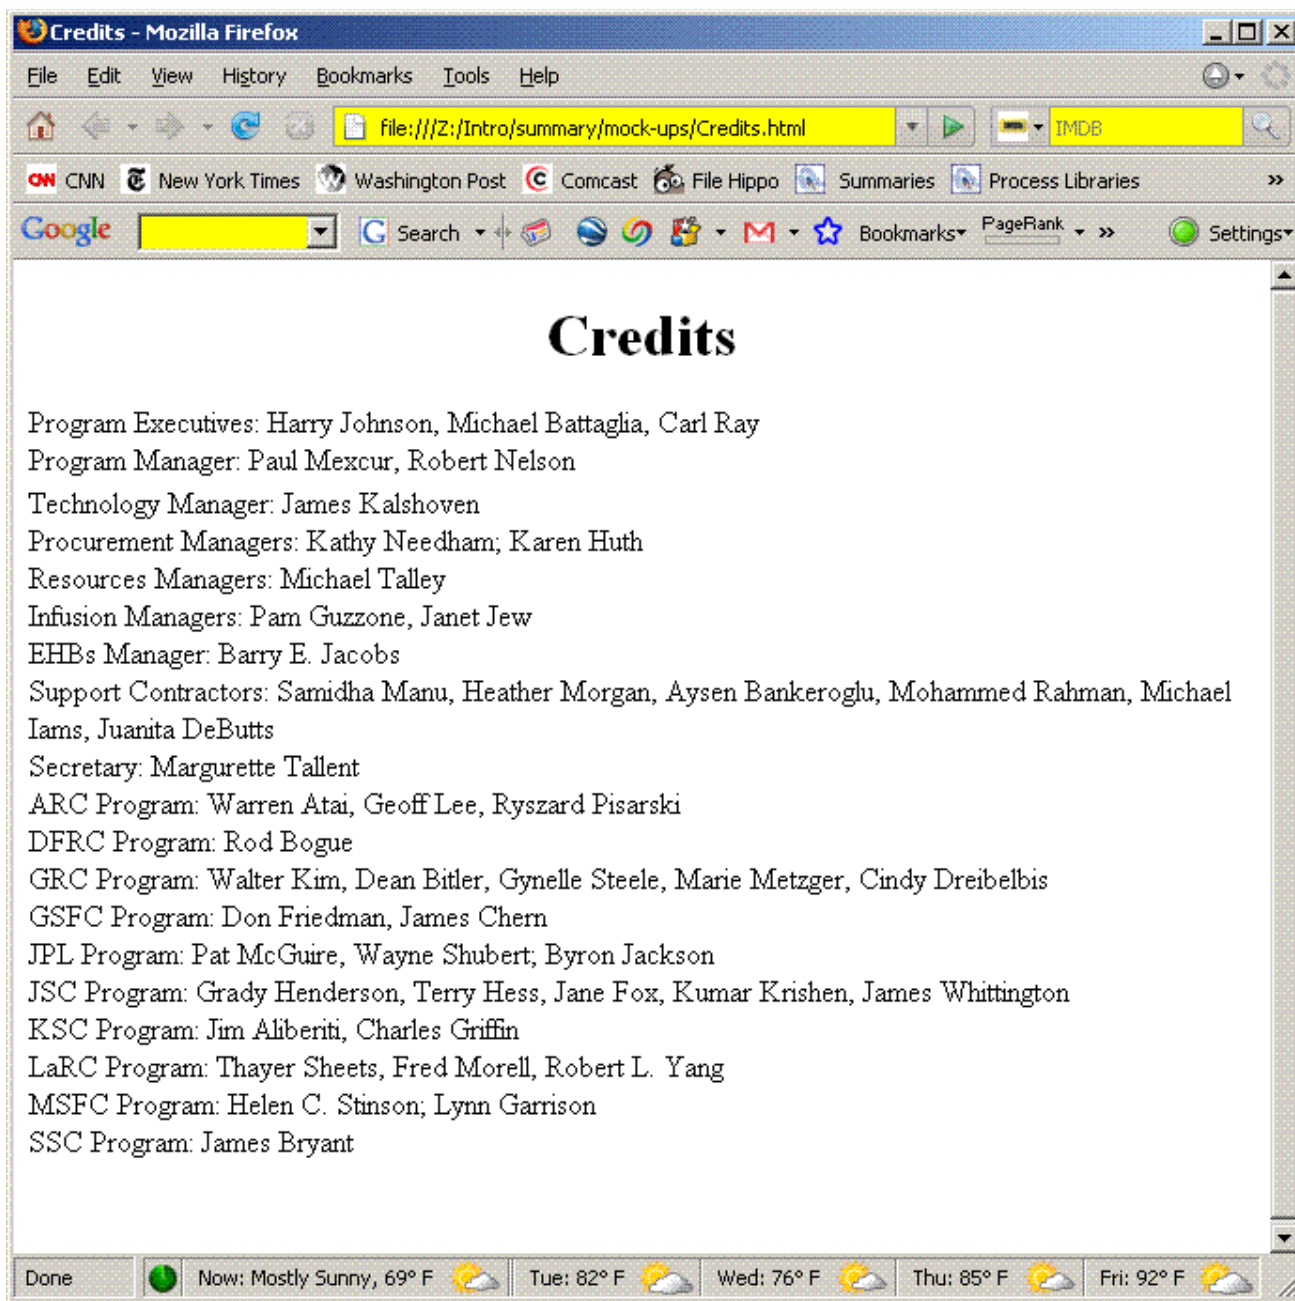 Credits - Mozilla Firefox
File Edit View History Bookmarks Tools Help
file:///Z:/Intro/summary/mock-ups/Credits.html IMDB
CNN CNN New York Times Washington Post Comcast File Hippo Summaries Process Libraries »
Google G Search Bookmarks PageRank » Settings
Credits
Program Executives: Harry Johnson, Michael Battaglia, Carl Ray
Program Manager: Paul Mexcur, Robert Nelson
Technology Manager: James Kalshoven
Procurement Managers: Kathy Needham; Karen Huth
Resources Managers: Michael Talley
Infusion Managers: Pam Guzzone, Janet Jew
EHBs Manager: Barry E. Jacobs
Support Contractors: Samidha Manu, Heather Morgan, Aysen Bankeroglu, Mohammed Rahman, Michael
Iams, Juanita DeButts
Secretary: Margurette Tallent
ARC Program: Warren Atai, Geoff Lee, Ryszard Pisarski
DFRC Program: Rod Bogue
GRC Program: Walter Kim, Dean Bitler, Gynelle Steele, Marie Metzger, Cindy Dreibelbis
GSFC Program: Don Friedman, James Chern
JPL Program: Pat McGuire, Wayne Shubert; Byron Jackson
JSC Program: Grady Henderson, Terry Hess, Jane Fox, Kumar Krishen, James Whittington
KSC Program: Jim Aliberiti, Charles Griffin
LaRC Program: Thayer Sheets, Fred Morell, Robert L. Yang
MSFC Program: Helen C. Stinson; Lynn Garrison
SSC Program: James Bryant
Done Now: Mostly Sunny, 69° F Tue: 82° F Wed: 76° F Thu: 85° F Fri: 92° F